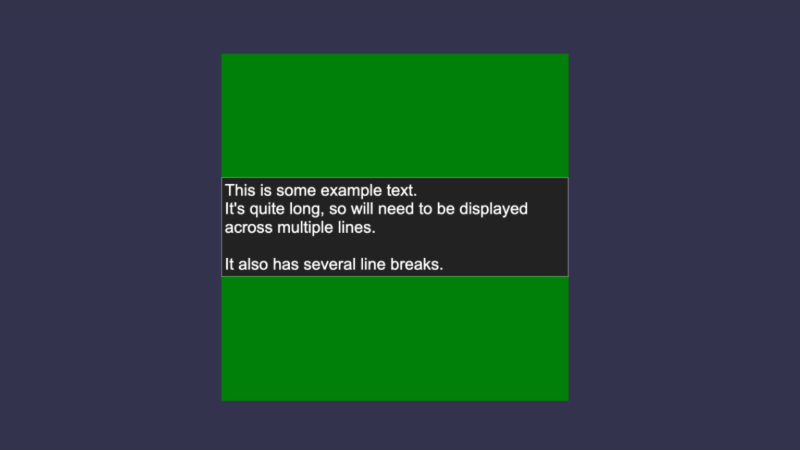 This is some example text.
It's quite long, so will need to be displayed
across multiple lines.

It also has several line breaks.